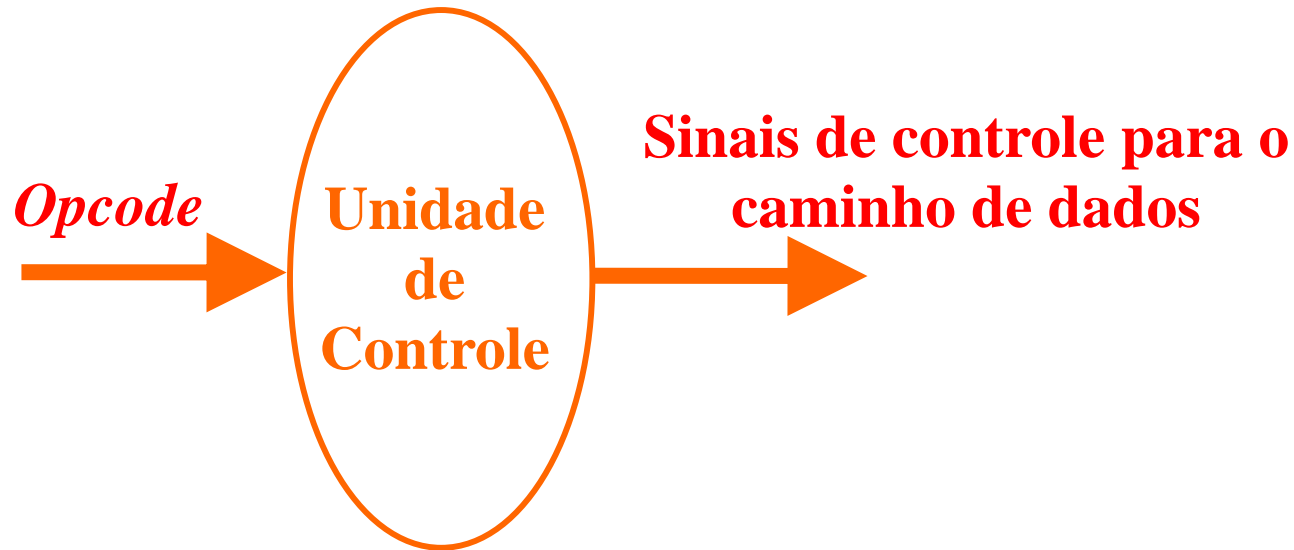 Opcode
Unidade
de
Controle
Sinais de controle para o
caminho de dados